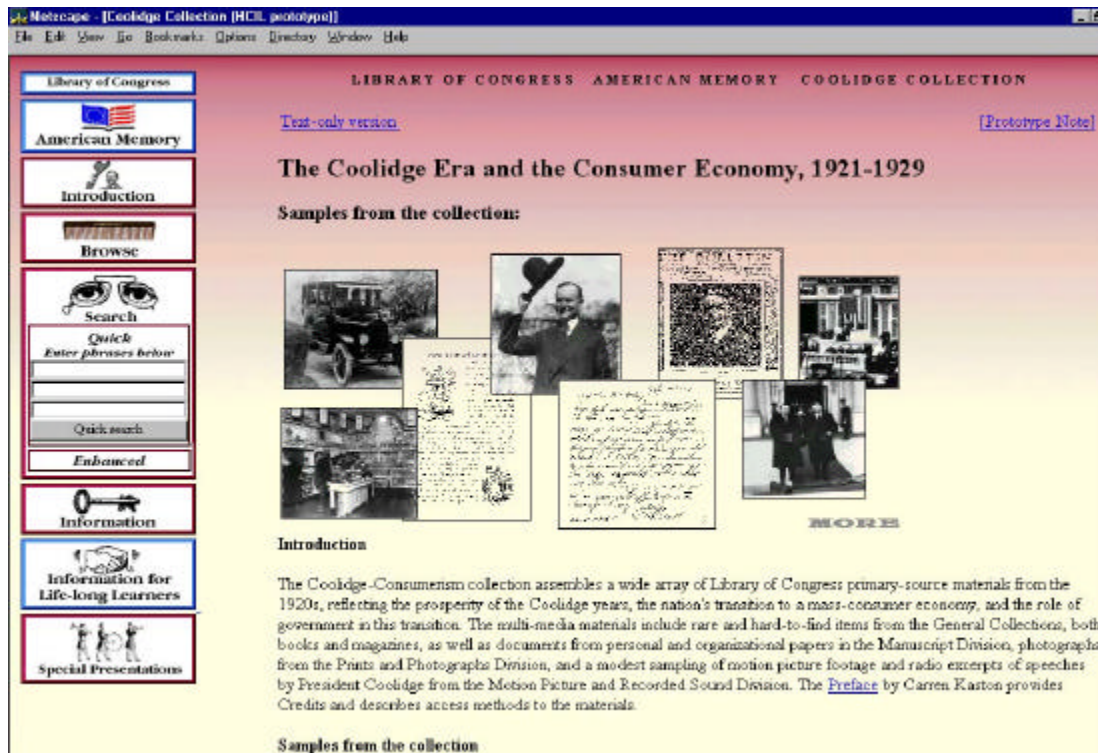 Netscape - [Coolidge Collection (HCIL prototype)]
File Edit View Go Bookmarks Options Directory Window Help
Library of Congress
American Memory
Introduction
Browse
Search
Quick
Enter phrases below
Quick search
Enhanced
Information
Information for
Life-long Learners
Special Presentations
LIBRARY OF CONGRESS AMERICAN MEMORY COOLIDGE COLLECTION
Text-only version
[Prototype Note]
The Coolidge Era and the Consumer Economy, 1921-1929
Samples from the collection:
MORE
Introduction
The Coolidge-Consumerism collection assembles a wide array of Library of Congress primary-source materials from the
1920s, reflecting the prosperity of the Coolidge years, the nation's transition to a mass-consumer economy, and the role of
government in this transition. The multi-media materials include rare and hard-to-find items from the General Collections, both
books and magazines, as well as documents from personal and organizational papers in the Manuscript Division, photographs
from the Prints and Photographs Division, and a modest sampling of motion picture footage and radio excerpts of speeches
by President Coolidge from the Motion Picture and Recorded Sound Division. The Preface by Carren Kaston provides
Credits and describes access methods to the materials.
Samples from the collection